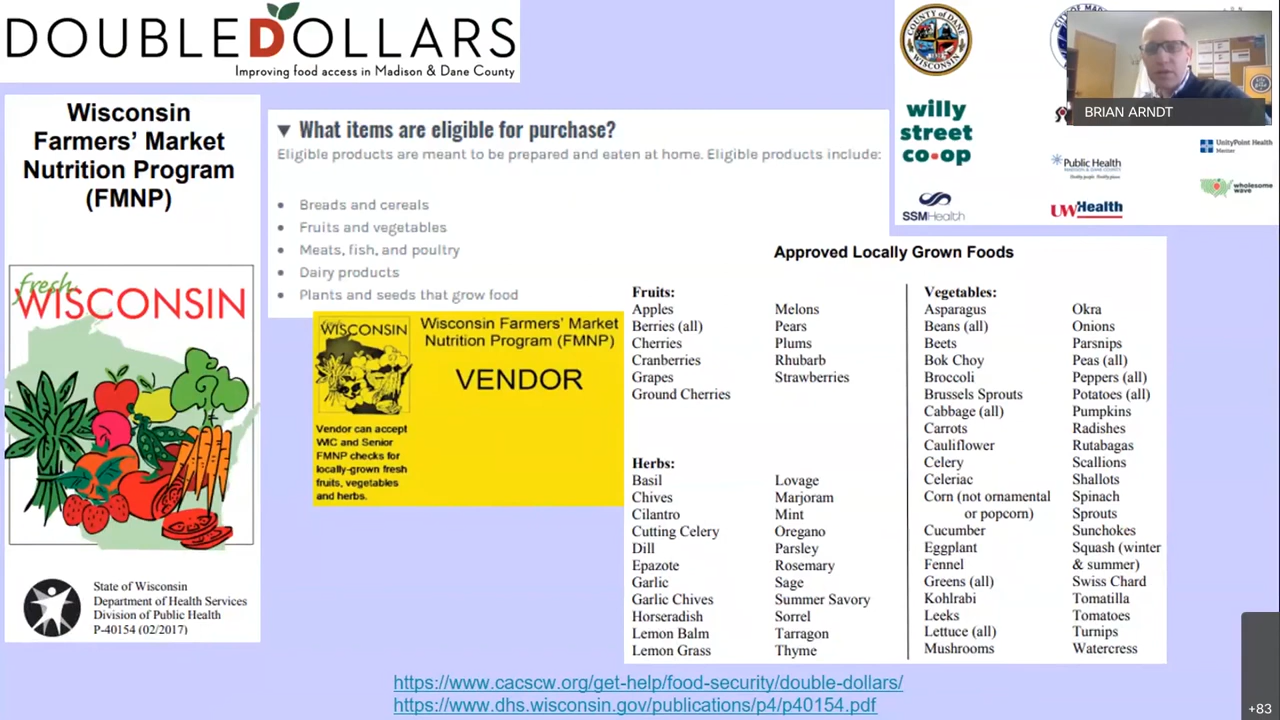 DOUBLE DOLLARS
Improving food access in Madison & Dane County
Wisconsin
Farmers' Market
Nutrition Program
(FMNP)
fresh
WISCONSIN
State of Wisconsin
Department of Health Services
Division of Public Health
P-40154 (02/2017)
▼ What items are eligible for purchase?
Eligible products are meant to be prepared and eaten at home. Eligible products include:
• Breads and cereals
• Fruits and vegetables
• Meats, fish, and poultry
• Dairy products
• Plants and seeds that grow food
WISCONSIN
Wisconsin Farmers' Market
Nutrition Program (FMNP)
VENDOR
Vendor can accept
WIC and Senior
FMNP checks for
locally-grown fresh
fruits, vegetables
and herbs.
COUNTY OF DANE
WISCONSIN
willy
street
co-op
SSMHealth
Public Health
MADISON & DANE COUNTY
UWHealth
UnityPoint Health
Meriter
wholesome
wave
BRIAN ARNDT
Approved Locally Grown Foods
Fruits:
Apples
Berries (all)
Cherries
Cranberries
Grapes
Ground Cherries
Melons
Pears
Plums
Rhubarb
Strawberries
Herbs:
Basil
Chives
Cilantro
Cutting Celery
Dill
Epazote
Garlic
Garlic Chives
Horseradish
Lemon Balm
Lemon Grass
Lovage
Marjoram
Mint
Oregano
Parsley
Rosemary
Sage
Summer Savory
Sorrel
Tarragon
Thyme
Vegetables:
Asparagus
Beans (all)
Beets
Bok Choy
Broccoli
Brussels Sprouts
Cabbage (all)
Carrots
Cauliflower
Celery
Celeriac
Corn (not ornamental
or popcorn)
Cucumber
Eggplant
Fennel
Greens (all)
Kohlrabi
Leeks
Lettuce (all)
Mushrooms
Okra
Onions
Parsnips
Peas (all)
Peppers (all)
Potatoes (all)
Pumpkins
Radishes
Rutabagas
Scallions
Shallots
Spinach
Sprouts
Sunchokes
Squash (winter
& summer)
Swiss Chard
Tomatilla
Tomatoes
Turnips
Watercress
https://www.cacscw.org/get-help/food-security/double-dollars/
https://www.dhs.wisconsin.gov/publications/p4/p40154.pdf
+83